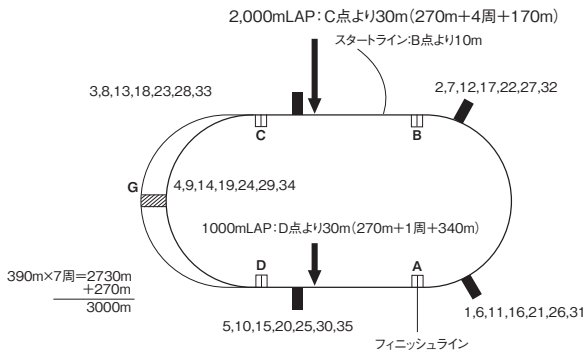 2,000mLAP：C点より30m（270m＋4周＋170m）
スタートライン：B点より10m
3,8,13,18,23,28,33
2,7,12,17,22,27,32
C
B
G
4,9,14,19,24,29,34
1000mLAP：D点より30m（270m＋1周＋340m）
D
A
390m×7周＝2730m
＋270m
3000m
1,6,11,16,21,26,31
5,10,15,20,25,30,35
フィニッシュライン